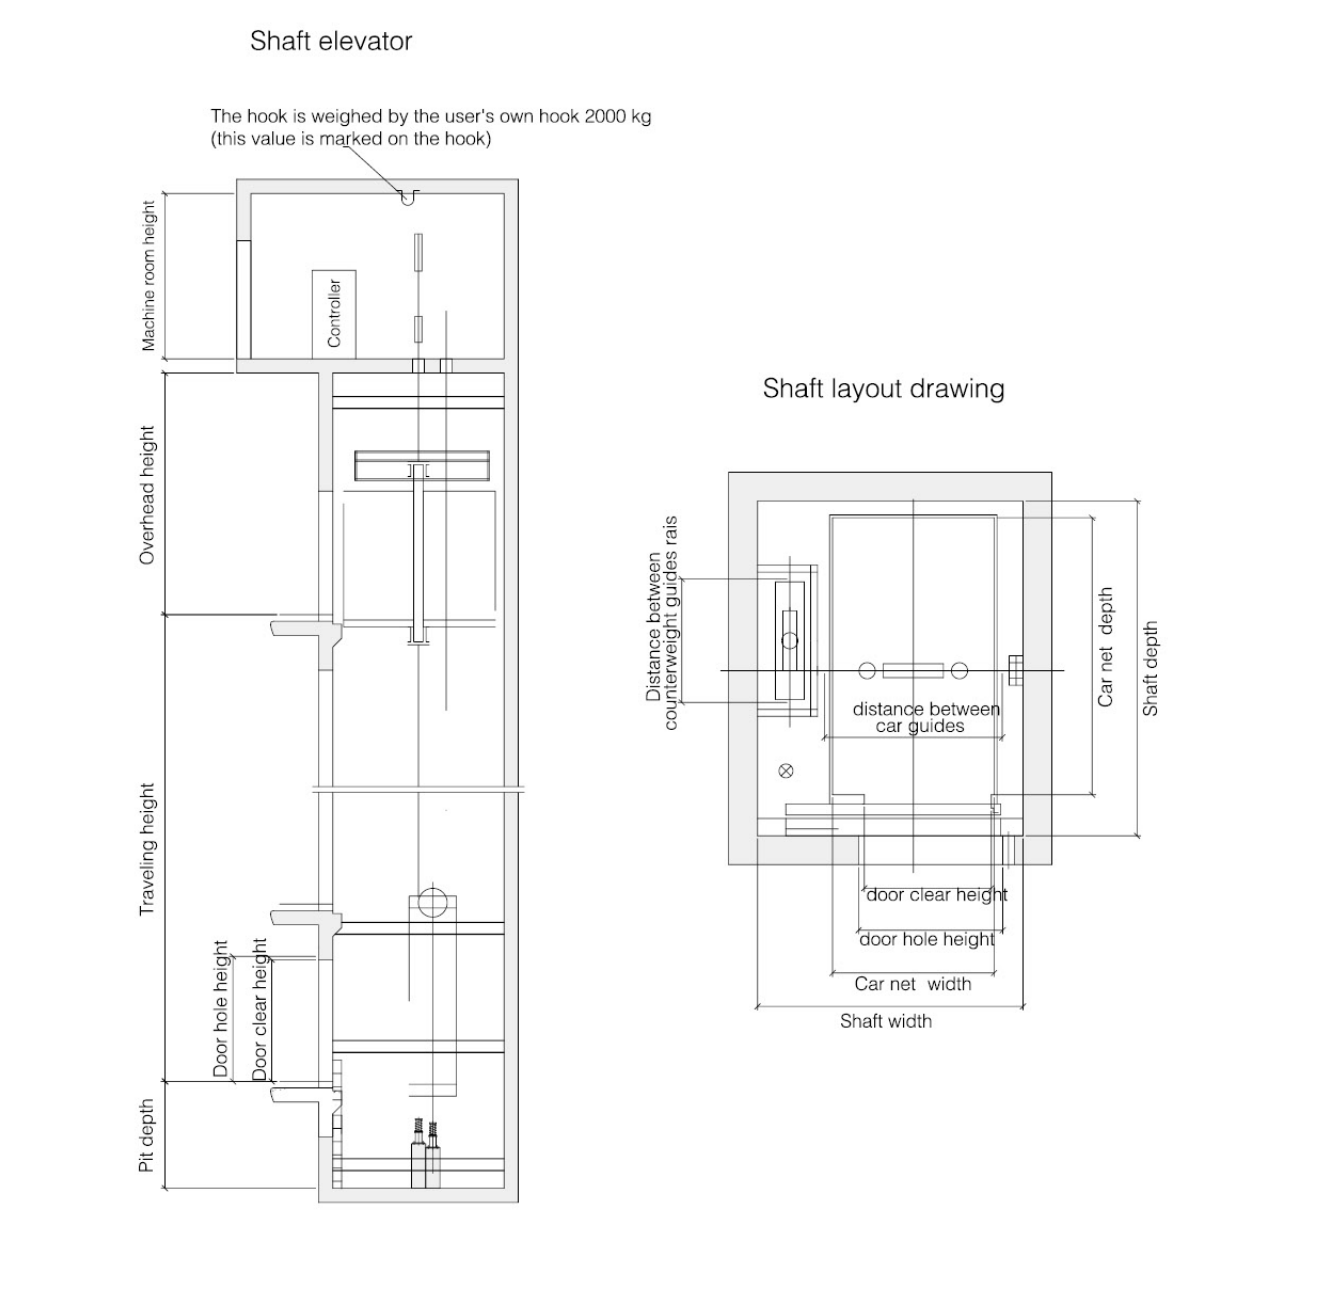 Shaft elevator
The hook is weighed by the user's own hook 2000 kg
(this value is marked on the hook)
Machine room height
Controller
Overhead height
Traveling height
Door hole height
Door clear height
Pit depth
Shaft layout drawing
Distance between
counterweight guides rais
distance between
car guides
Car net depth
Shaft depth
door clear height
door hole height
Car net width
Shaft width